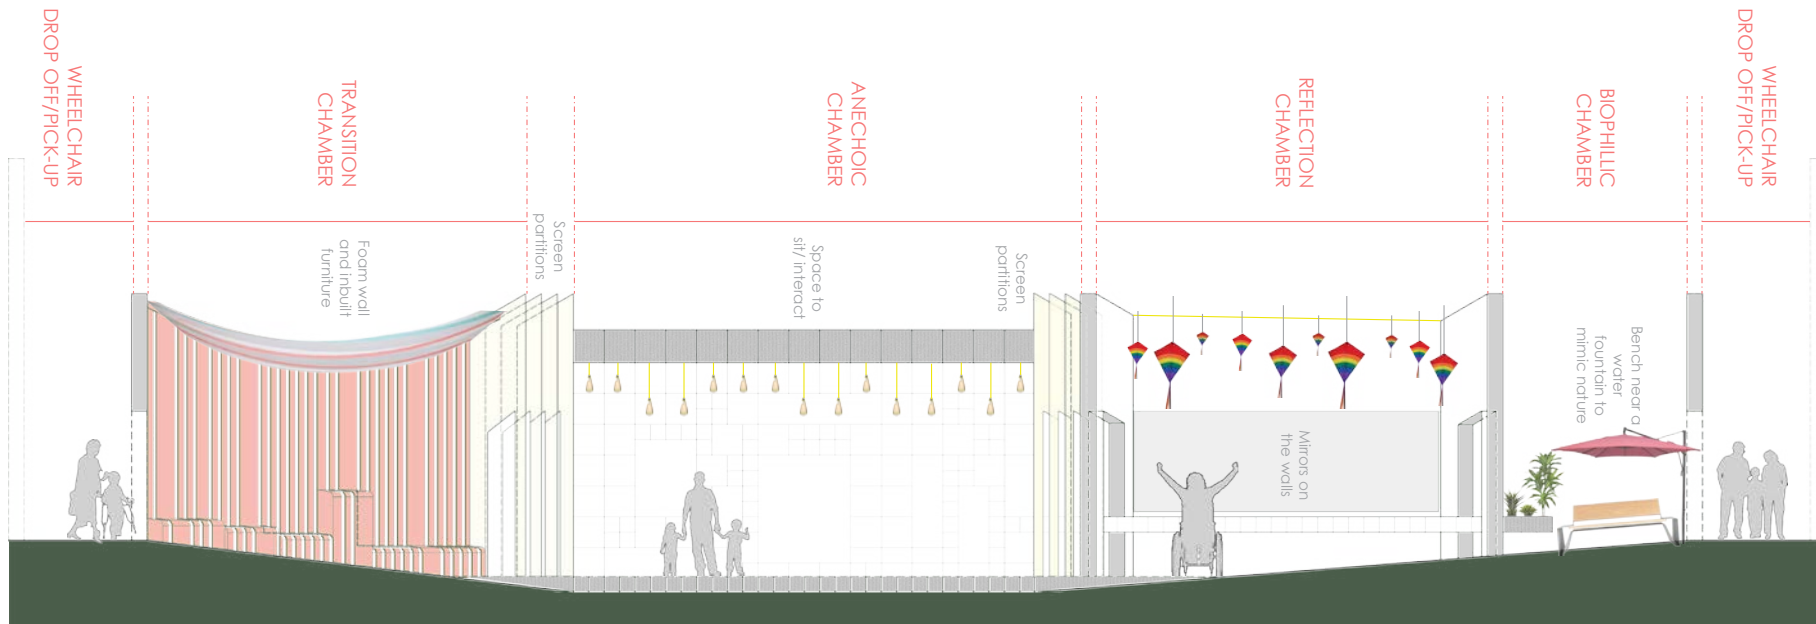 WHEELCHAIR
DROP OFF/PICK-UP
TRANSITION
CHAMBER
ANECHOIC
CHAMBER
REFLECTION
CHAMBER
BIOPHILLIC
CHAMBER
WHEELCHAIR
DROP OFF/PICK-UP
Foam wall
and inbuilt
furniture
Screen
partitions
Space to
sit/ interact
Screen
partitions
Mirrors on
the walls
Bench near a
water
fountain to
mimic nature